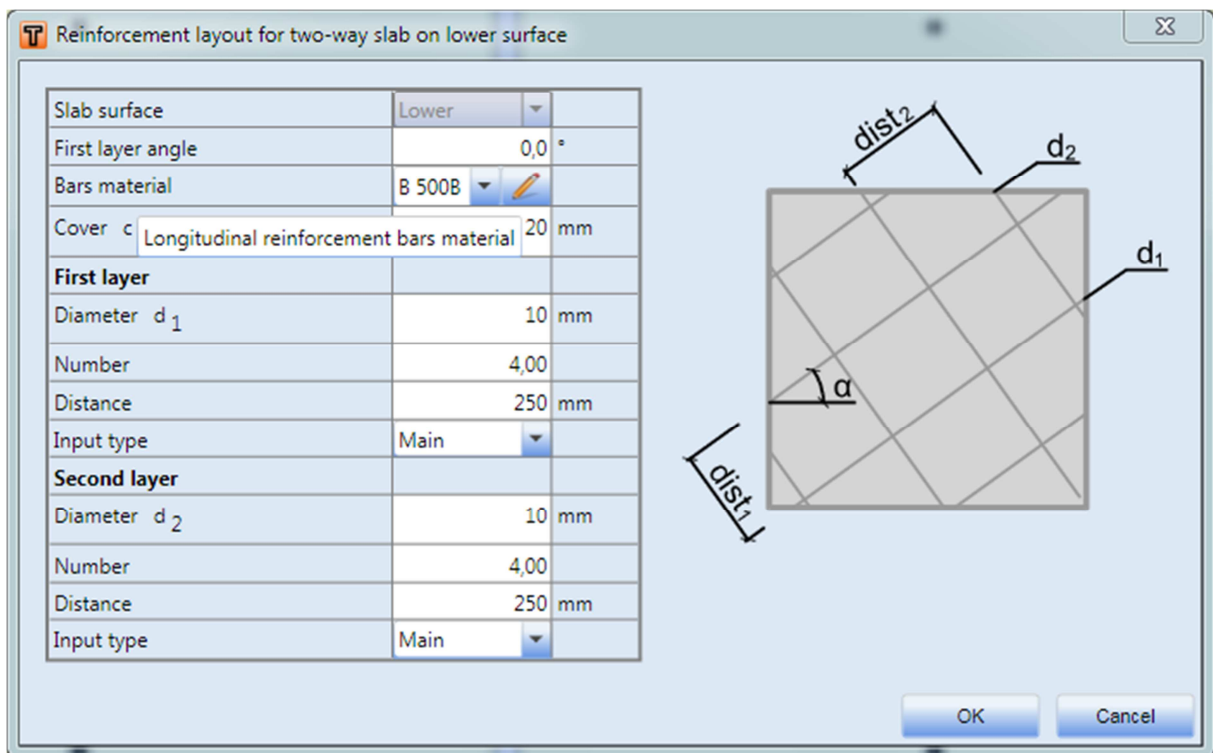 Reinforcement layout for two-way slab on lower surface
Slab surface Lower
First layer angle 0,0 °
Bars material B 500B
Cover c 20 mm
Longitudinal reinforcement bars material
First layer
Diameter d 1 10 mm
Number 4,00
Distance 250 mm
Input type Main
Second layer
Diameter d 2 10 mm
Number 4,00
Distance 250 mm
Input type Main
dist2
d2
d1
α
dist1
OK Cancel